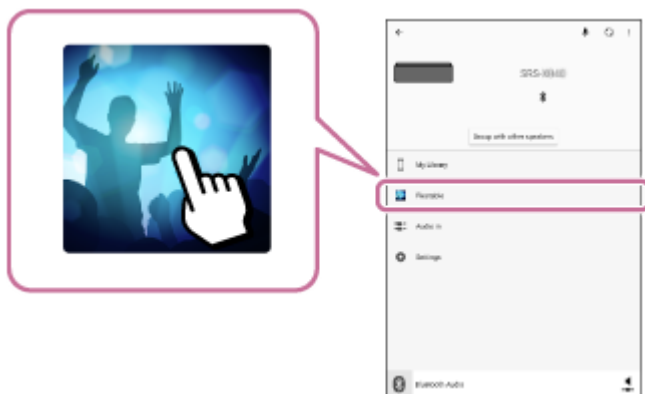 SRS-XB40
Group with other speakers
My Library
Fiestable
Audio in
Settings
Bluetooth Audio